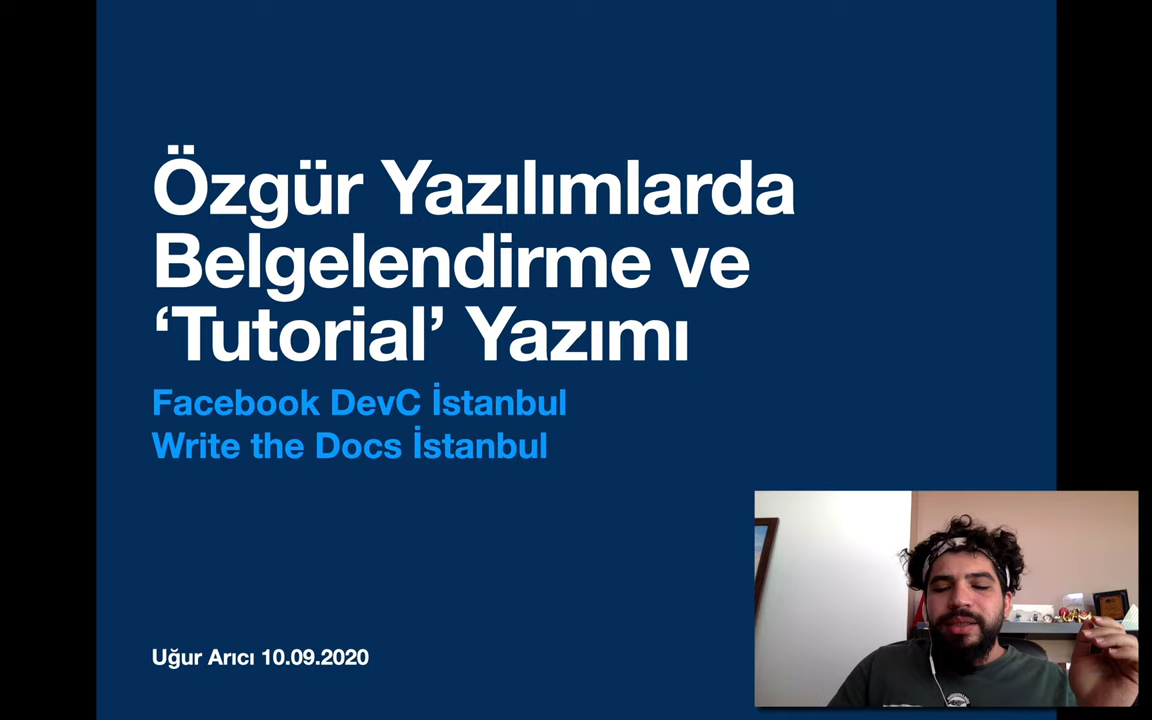 Özgür Yazılımlarda
Belgelendirme ve
‘Tutorial’ Yazımı
Facebook DevC İstanbul
Write the Docs İstanbul
Uğur Arıcı 10.09.2020